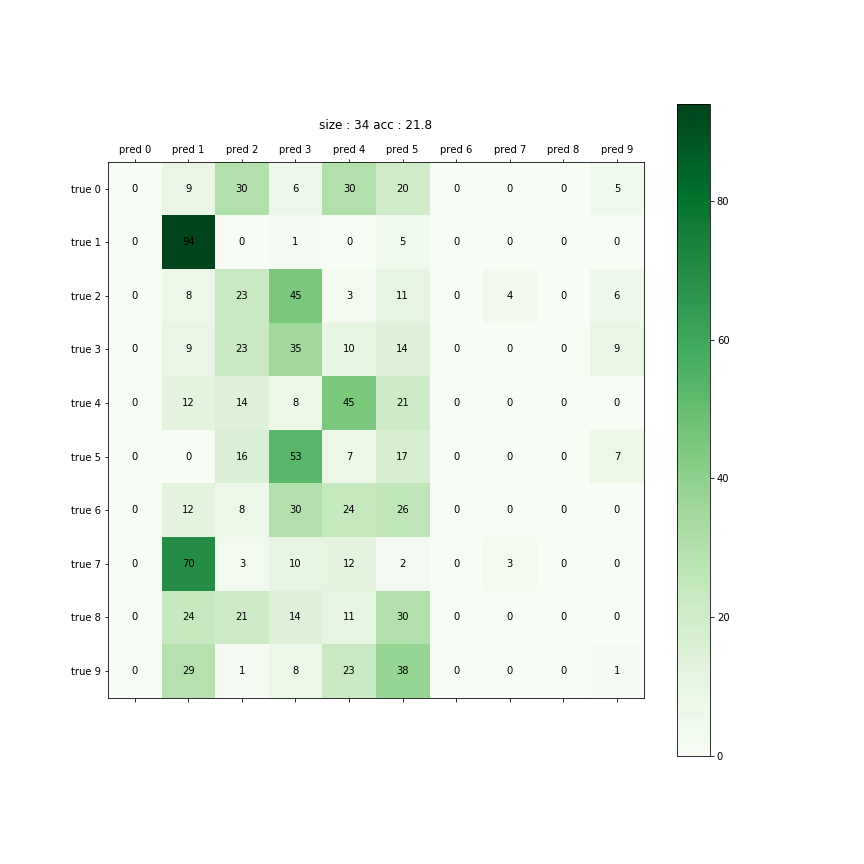 size : 34 acc : 21.8
pred 0 pred 1 pred 2 pred 3 pred 4 pred 5 pred 6 pred 7 pred 8 pred 9
true 0 0 9 30 6 30 20 0 0 0 5
true 1 0 94 0 1 0 5 0 0 0 0
true 2 0 8 23 45 3 11 0 4 0 6
true 3 0 9 23 35 10 14 0 0 0 9
true 4 0 12 14 8 45 21 0 0 0 0
true 5 0 0 16 53 7 17 0 0 0 7
true 6 0 12 8 30 24 26 0 0 0 0
true 7 0 70 3 10 12 2 0 3 0 0
true 8 0 24 21 14 11 30 0 0 0 0
true 9 0 29 1 8 23 38 0 0 0 1
80
60
40
20
0